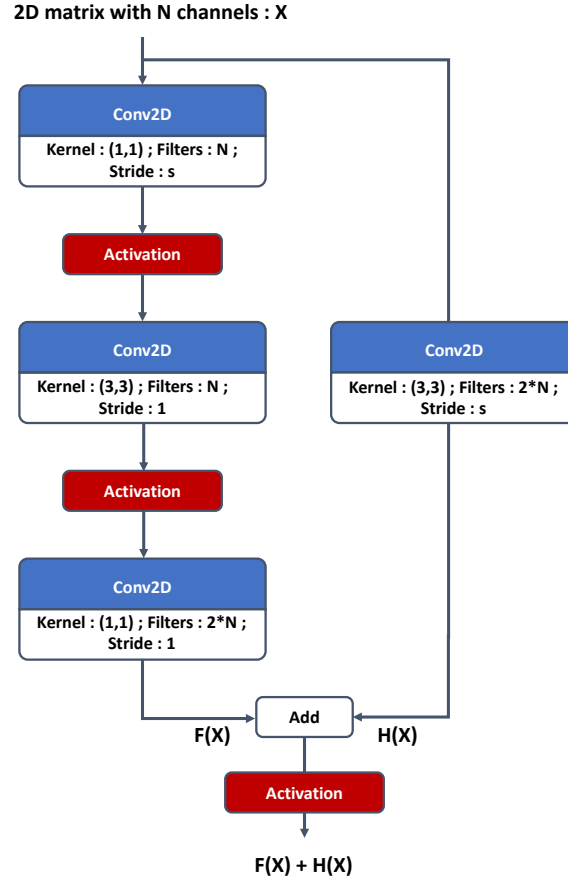 2D matrix with N channels : X
Conv2D
Kernel : (1,1) ; Filters : N ;
Stride : s
Activation
Conv2D
Kernel : (3,3) ; Filters : N ;
Stride : 1
Conv2D
Kernel : (3,3) ; Filters : 2*N ;
Stride : s
Activation
Conv2D
Kernel : (1,1) ; Filters : 2*N ;
Stride : 1
Add
F(X)
H(X)
Activation
F(X) + H(X)